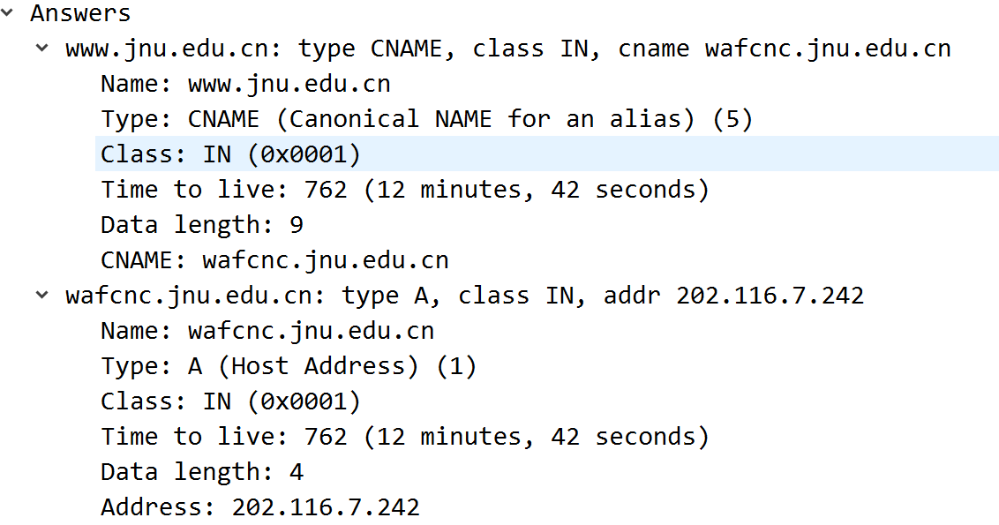 Answers
www.jnu.edu.cn: type CNAME, class IN, cname wafcnc.jnu.edu.cn
Name: www.jnu.edu.cn
Type: CNAME (Canonical NAME for an alias) (5)
Class: IN (0x0001)
Time to live: 762 (12 minutes, 42 seconds)
Data length: 9
CNAME: wafcnc.jnu.edu.cn
wafcnc.jnu.edu.cn: type A, class IN, addr 202.116.7.242
Name: wafcnc.jnu.edu.cn
Type: A (Host Address) (1)
Class: IN (0x0001)
Time to live: 762 (12 minutes, 42 seconds)
Data length: 4
Address: 202.116.7.242